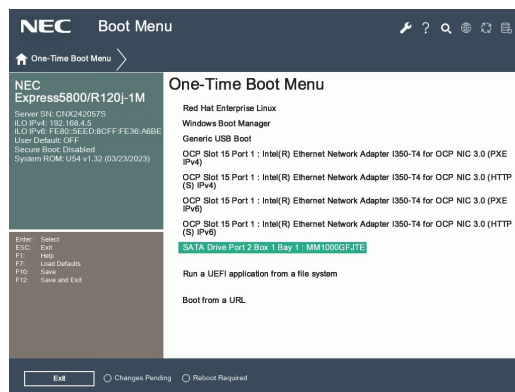 NEC Boot Menu
One-Time Boot Menu
NEC
Express5800/R120j-1M
Server SN: CNX242057S
iLO IPv4: 192.168.4.5
iLO IPv6: FE80::5EED:8CFF:FE36:A6BE
User Default: OFF
Secure Boot: Disabled
System ROM: U54 v1.32 (03/23/2023)
Enter: Select
ESC: Exit
F1: Help
F7: Load Defaults
F10: Save
F12: Save and Exit
One-Time Boot Menu
Red Hat Enterprise Linux
Windows Boot Manager
Generic USB Boot
OCP Slot 15 Port 1 : Intel(R) Ethernet Network Adapter I350-T4 for OCP NIC 3.0 (PXE
IPv4)
OCP Slot 15 Port 1 : Intel(R) Ethernet Network Adapter I350-T4 for OCP NIC 3.0 (HTTP
(S) IPv4)
OCP Slot 15 Port 1 : Intel(R) Ethernet Network Adapter I350-T4 for OCP NIC 3.0 (PXE
IPv6)
OCP Slot 15 Port 1 : Intel(R) Ethernet Network Adapter I350-T4 for OCP NIC 3.0 (HTTP
(S) IPv6)
SATA Drive Port 2 Box 1 Bay 1 : MM1000GFJTE
Run a UEFI application from a file system
Boot from a URL
Exit Changes Pending Reboot Required